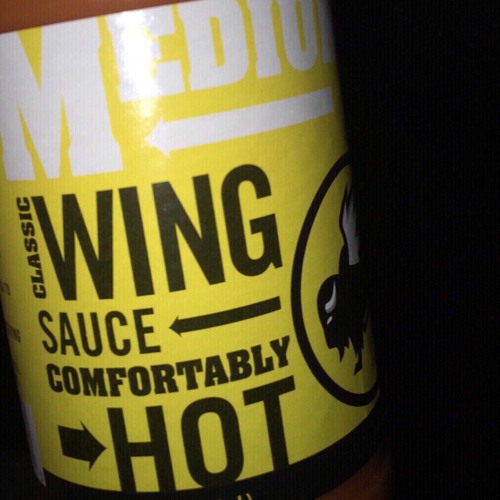 MEDIUM
CLASSIC
WING
SAUCE
COMFORTABLY
HOT